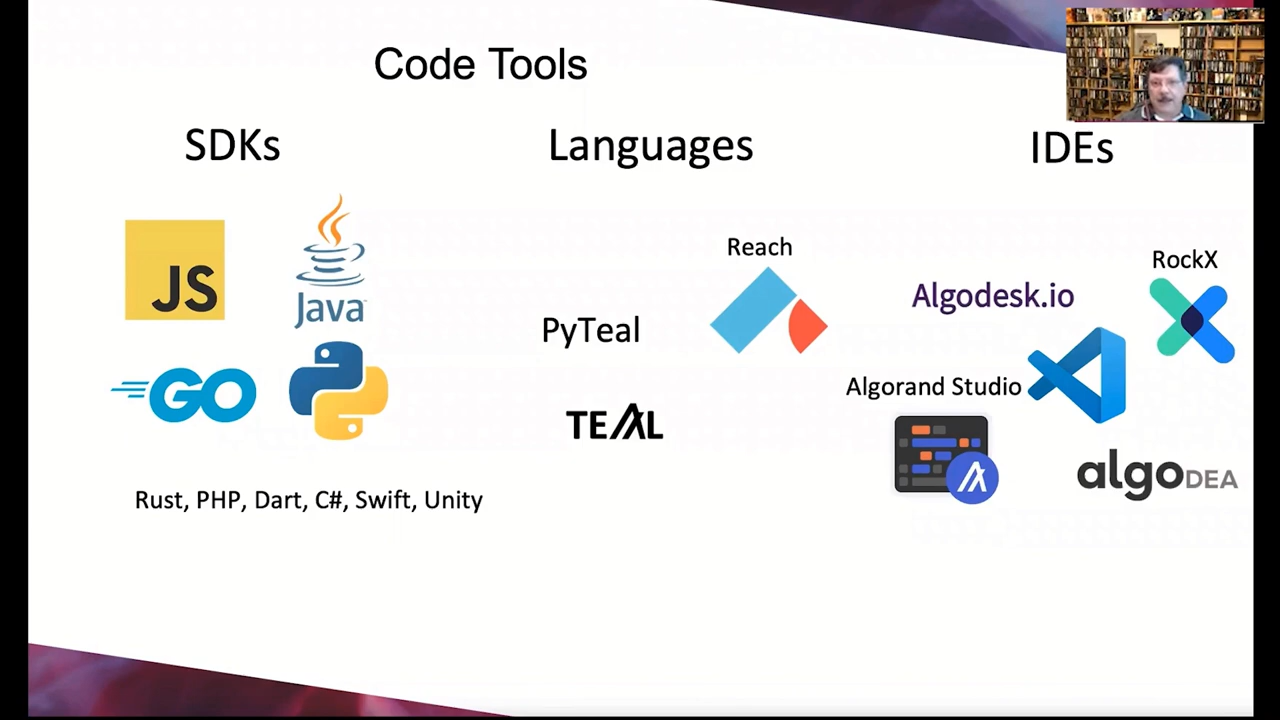 Code Tools
SDKs
Languages
IDEs
JS
Java
GO
Rust, PHP, Dart, C#, Swift, Unity
Reach
PyTeal
TEAL
RockX
Algodesk.io
Algorand Studio
algoDEA